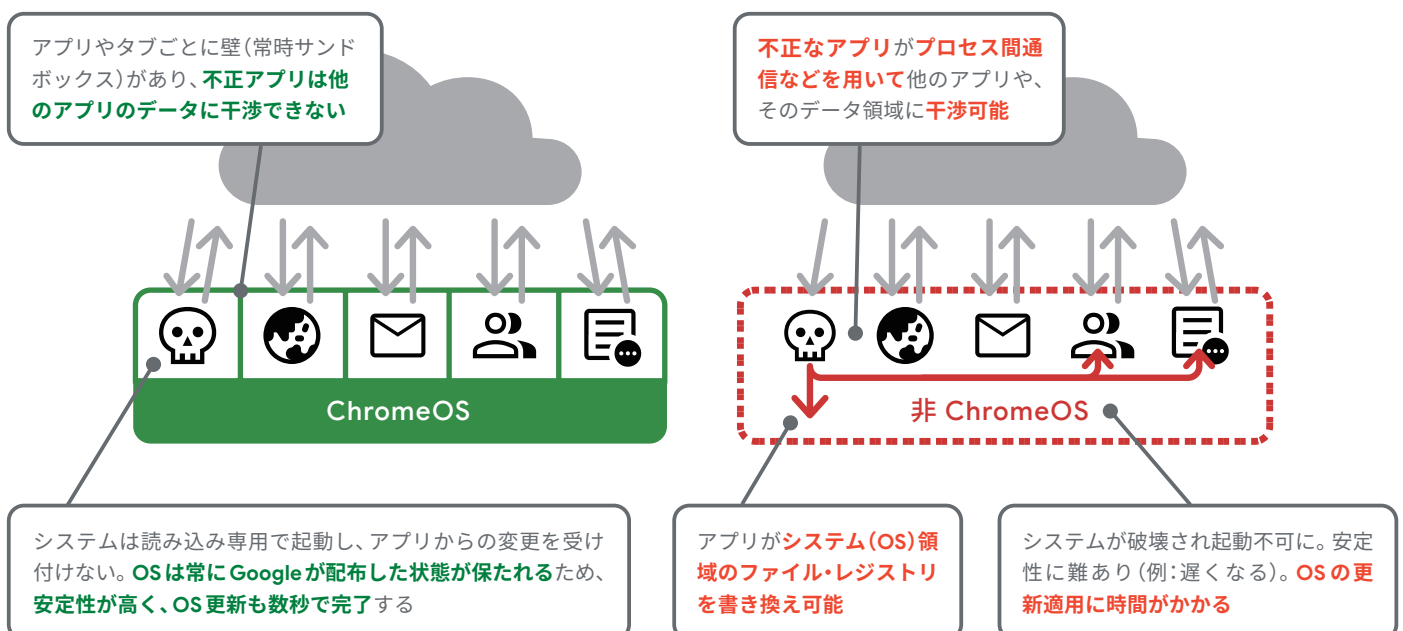 アプリやタブごとに壁（常時サンド
ボックス）があり、不正アプリは他
のアプリのデータに干渉できない
不正なアプリがプロセス間通
信などを用いて他のアプリや、
そのデータ領域に干渉可能
ChromeOS
非 ChromeOS
システムは読み込み専用で起動し、アプリからの変更を受け
付けない。OSは常にGoogleが配布した状態が保たれるため、
安定性が高く、OS更新も数秒で完了する
アプリがシステム（OS）領
域のファイル・レジストリ
を書き換え可能
システムが破壊され起動不可に。安定
性に難あり（例：遅くなる）。OSの更
新適用に時間がかかる